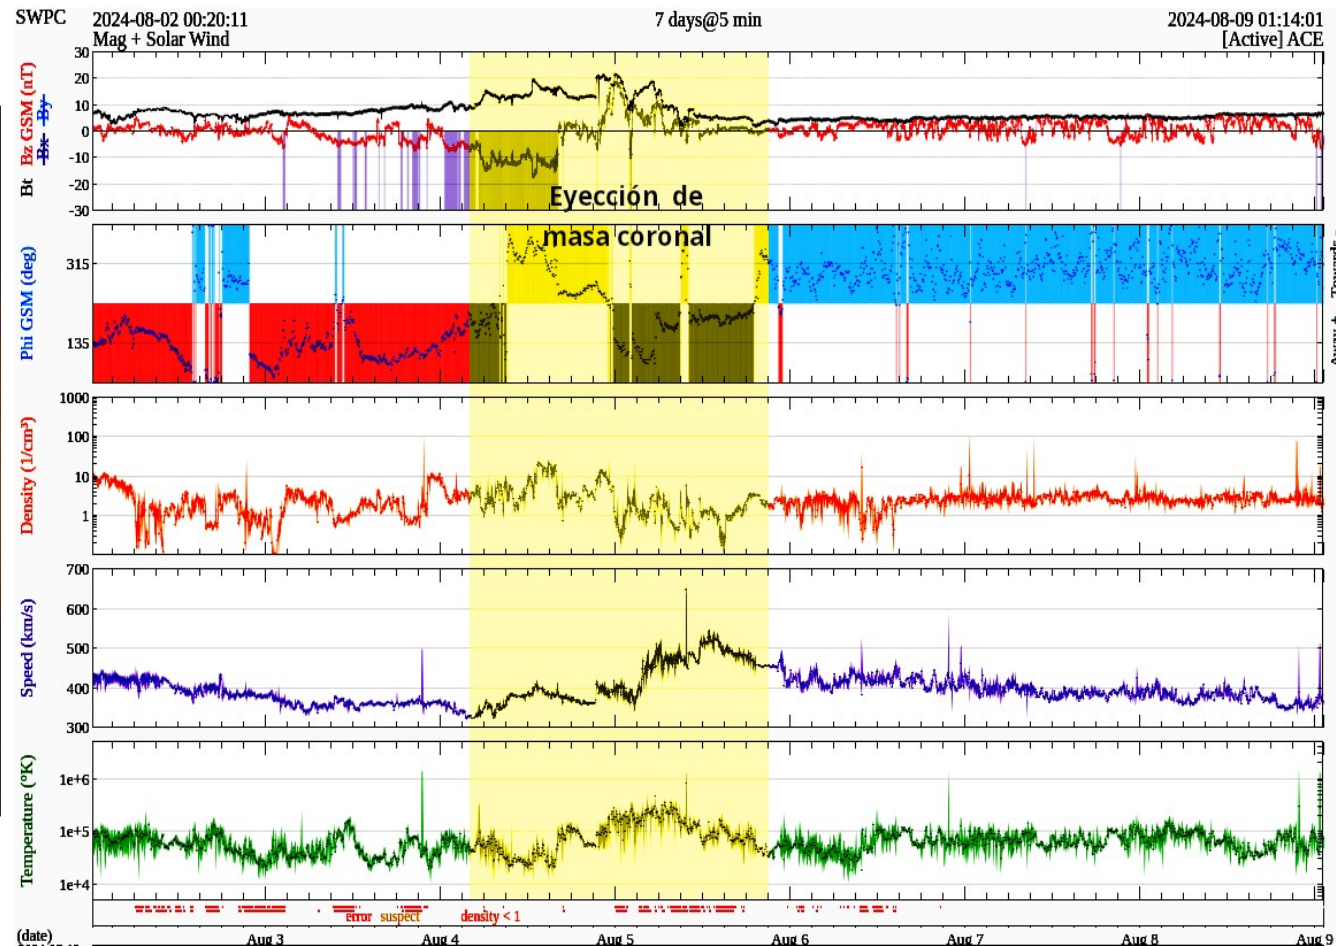 SWPC 2024-08-02 00:20:11 7 days@5 min 2024-08-09 01:14:01
Mag + Solar Wind [Active] ACE
Bt Bx By Bz GSM (nT)
30
20
10
0
-10
-20
-30
Eyección de
masa coronal
Phi GSM (deg)
315
135
Density (1/cm³)
1000
100
10
1
Speed (km/s)
700
600
500
400
300
Temperature (°K)
1e+6
1e+5
1e+4
error suspect density < 1
(date) Aug 3 Aug 4 Aug 5 Aug 6 Aug 7 Aug 8 Aug 9